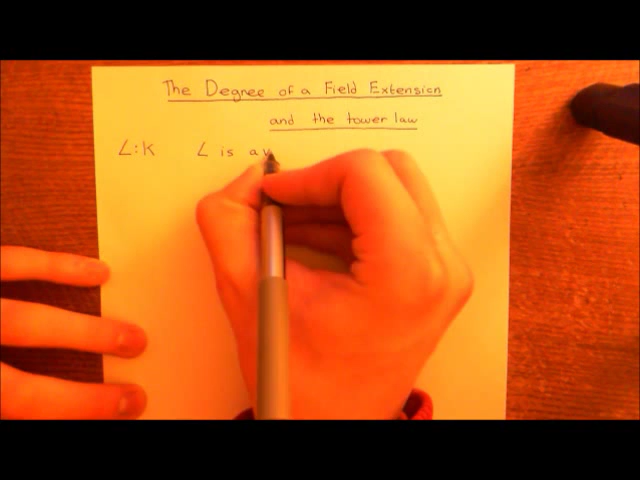 The Degree of a Field Extension
and the tower law
L:K L is a v